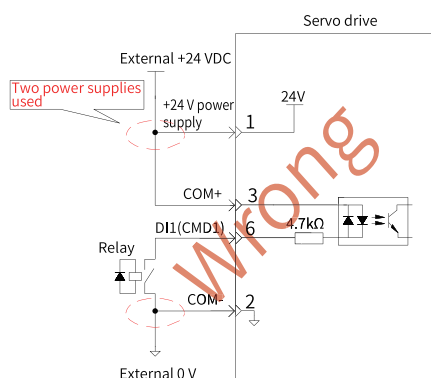 Servo drive
External +24 VDC
Two power supplies
used
+24 V power
supply
24V
1
COM+
3
DI1(CMD1)
6
4.7kΩ
Relay
COM-
2
External 0 V
Wrong